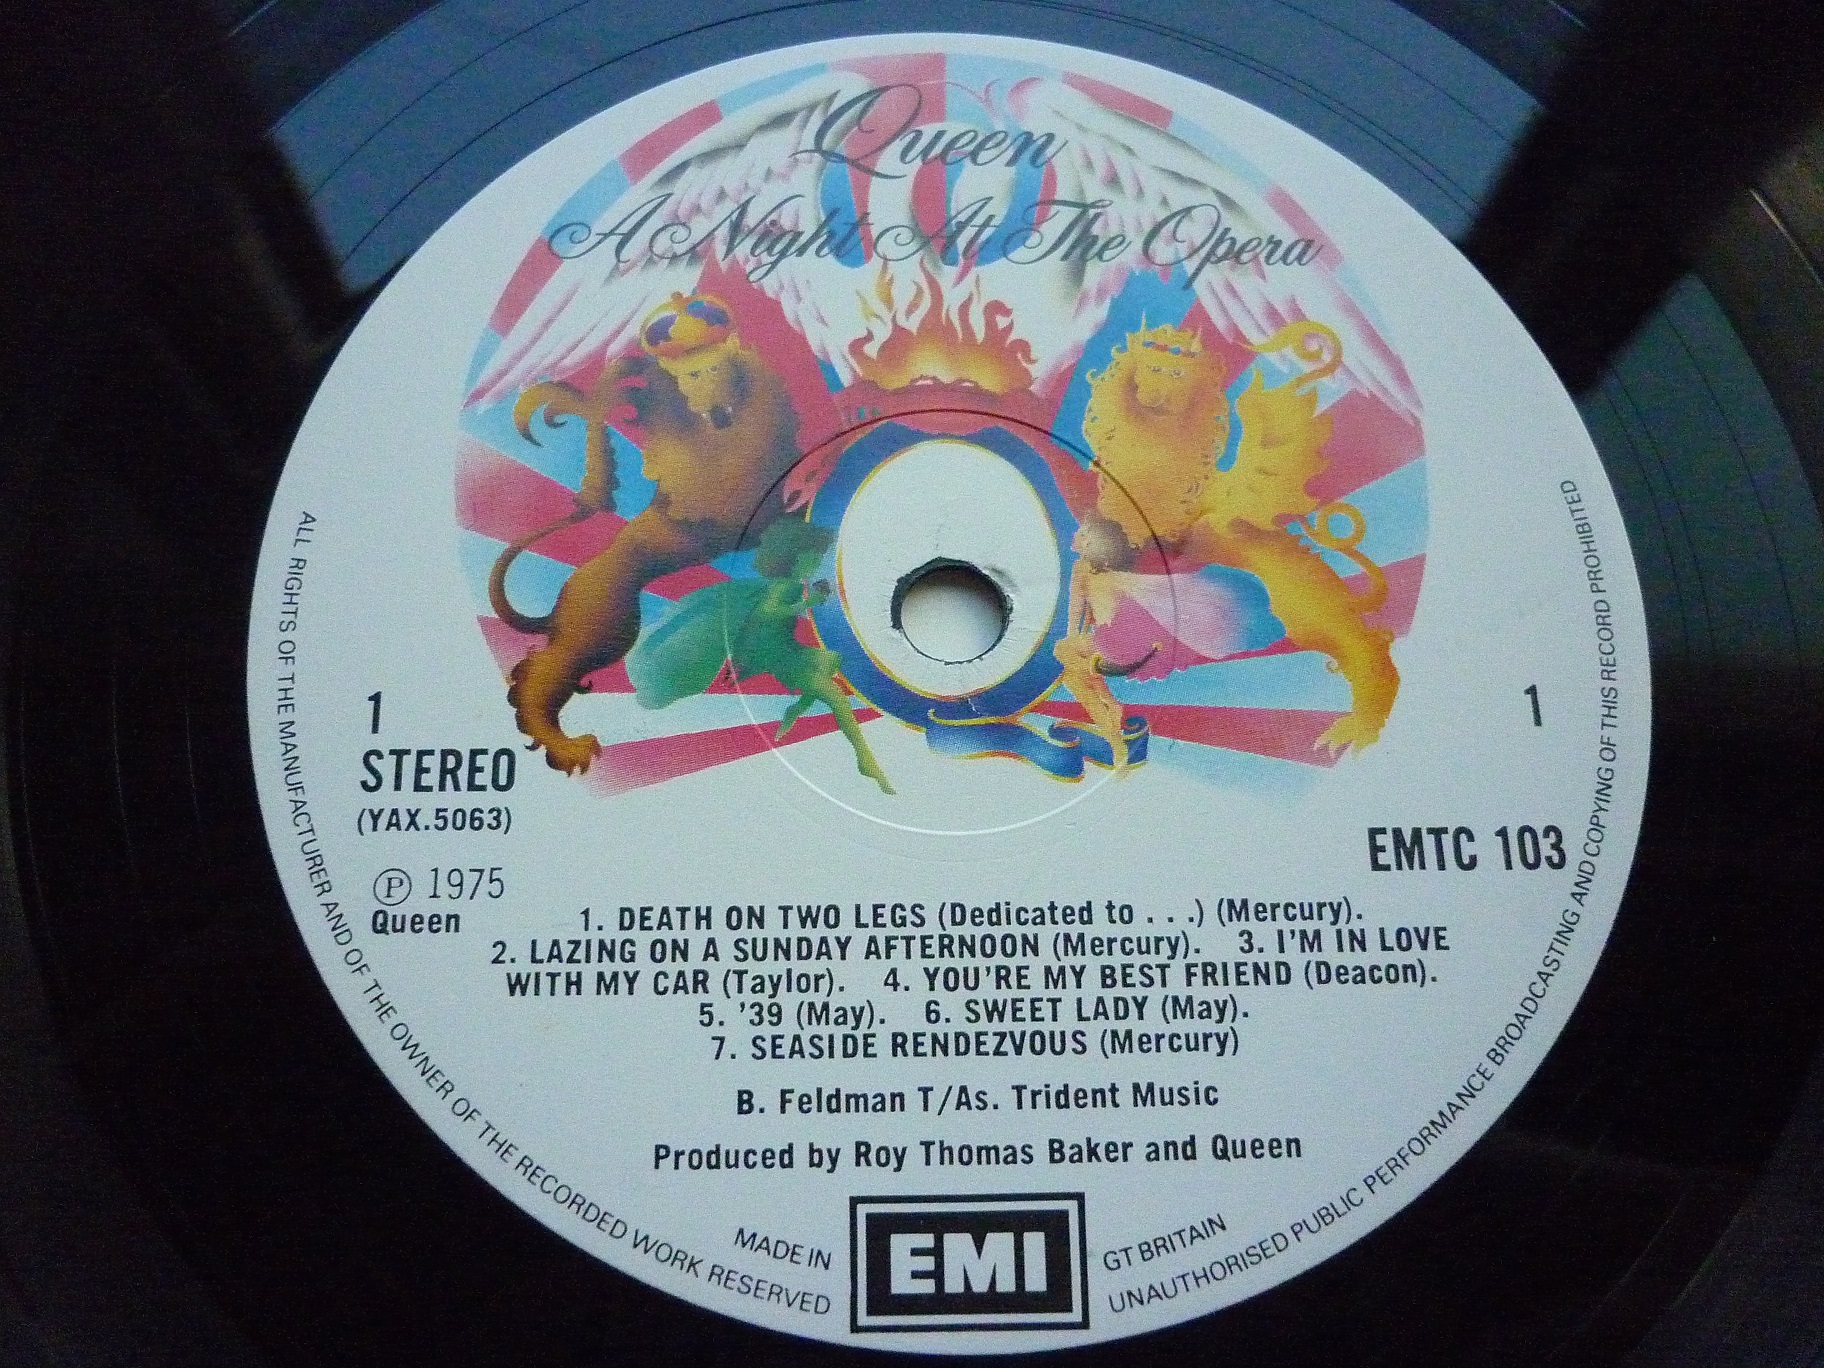 Queen
A Night At The Opera
1
STEREO
(YAX.5063)
℗ 1975
Queen
1
EMTC 103
1. DEATH ON TWO LEGS (Dedicated to . . .) (Mercury).
2. LAZING ON A SUNDAY AFTERNOON (Mercury). 3. I'M IN LOVE
WITH MY CAR (Taylor). 4. YOU'RE MY BEST FRIEND (Deacon).
5. '39 (May). 6. SWEET LADY (May).
7. SEASIDE RENDEZVOUS (Mercury)
B. Feldman T/As. Trident Music
Produced by Roy Thomas Baker and Queen
MADE IN
EMI
GT BRITAIN
ALL RIGHTS OF THE MANUFACTURER AND OF THE OWNER OF THE RECORDED WORK RESERVED
UNAUTHORISED PUBLIC PERFORMANCE BROADCASTING AND COPYING OF THIS RECORD PROHIBITED